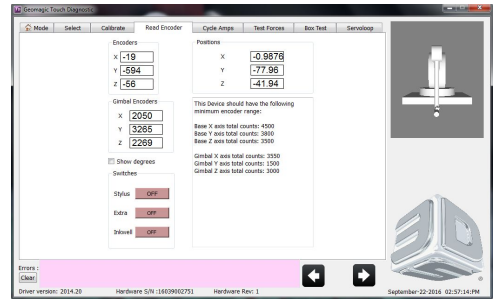 Geomagic Touch Diagnostic
Mode Select Calibrate Read Encoder Cycle Amps Test Forces Box Test Servoloop
Encoders
X -19
Y -594
Z -56
Positions
X -0.9876
Y -77.96
Z -41.94
Gimbal Encoders
X 2050
Y 3265
Z 2269
This Device should have the following
minimum encoder range:
Base X axis total counts: 4500
Base Y axis total counts: 3800
Base Z axis total counts: 3500
Gimbal X axis total counts: 3550
Gimbal Y axis total counts: 1500
Gimbal Z axis total counts: 3000
Show degrees
Switches
Stylus OFF
Extra OFF
Inkwell OFF
Errors :
Clear
Driver version: 2014.20 Hardware S/N :16039002751 Hardware Rev: 1 September-22-2016 02:57:14:PM
3D